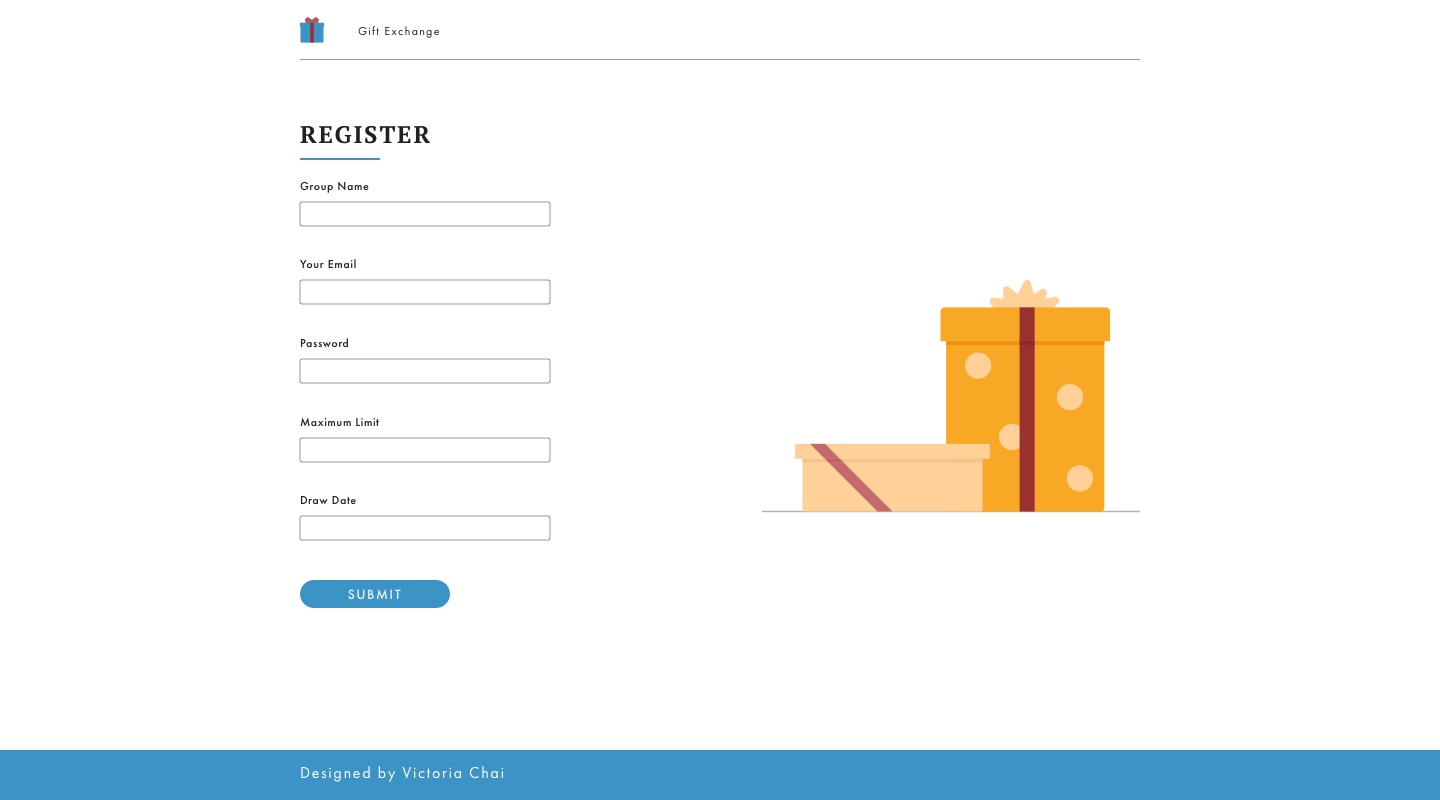 Gift Exchange
REGISTER
Group Name
Your Email
Password
Maximum Limit
Draw Date
SUBMIT
Designed by Victoria Chai